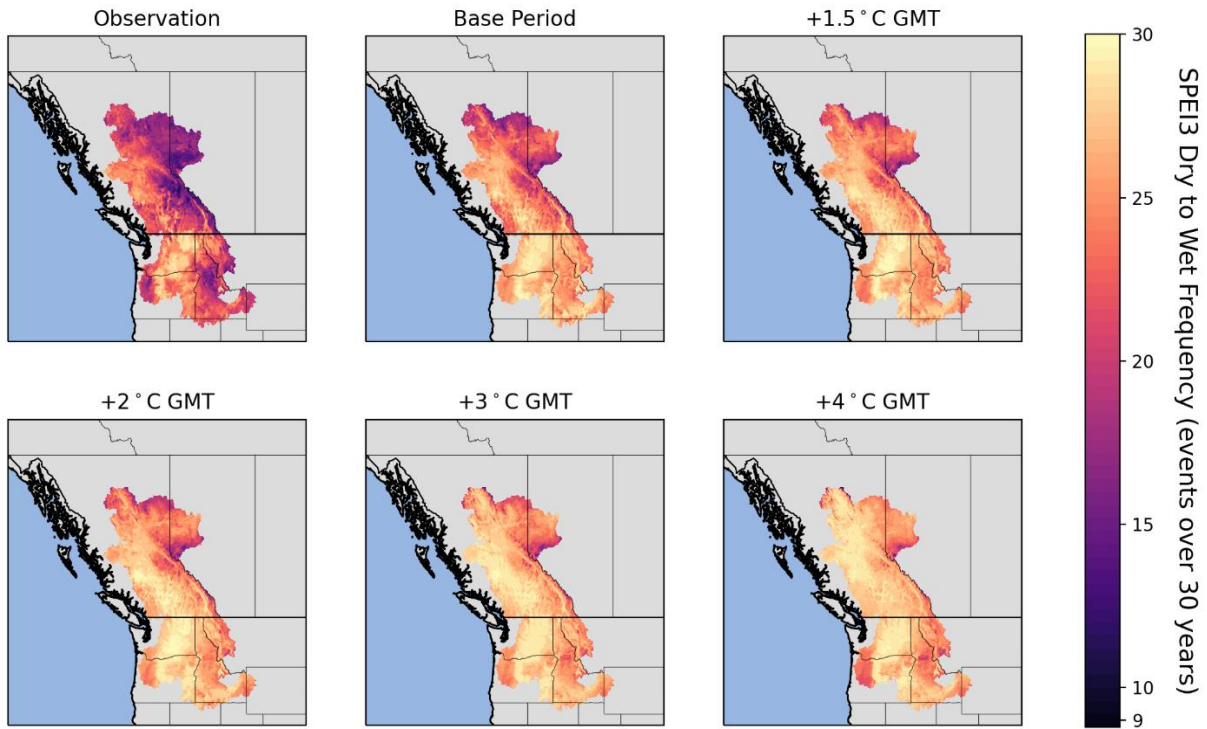 Observation
Base Period
+1.5°C GMT
+2°C GMT
+3°C GMT
+4°C GMT
30
25
20
15
10
9
SPEI3 Dry to Wet Frequency (events over 30 years)